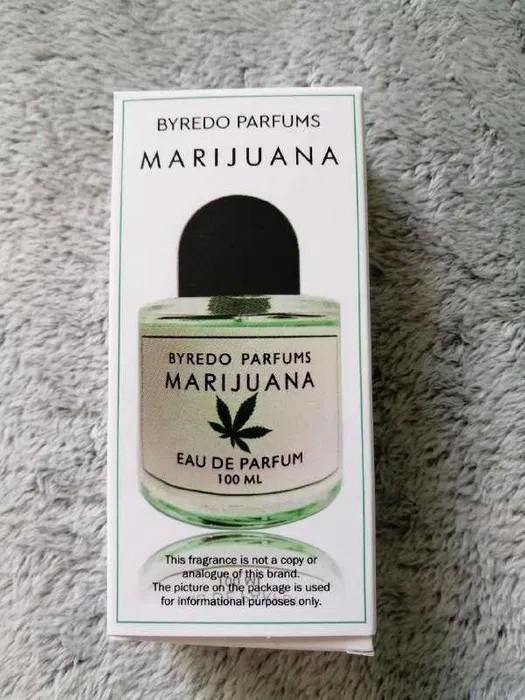 BYREDO PARFUMS
MARIJUANA
BYREDO PARFUMS
MARIJUANA
EAU DE PARFUM
100 ML
This fragrance is not a copy or
analogue of this brand.
The picture on the package is used
for informational purposes only.